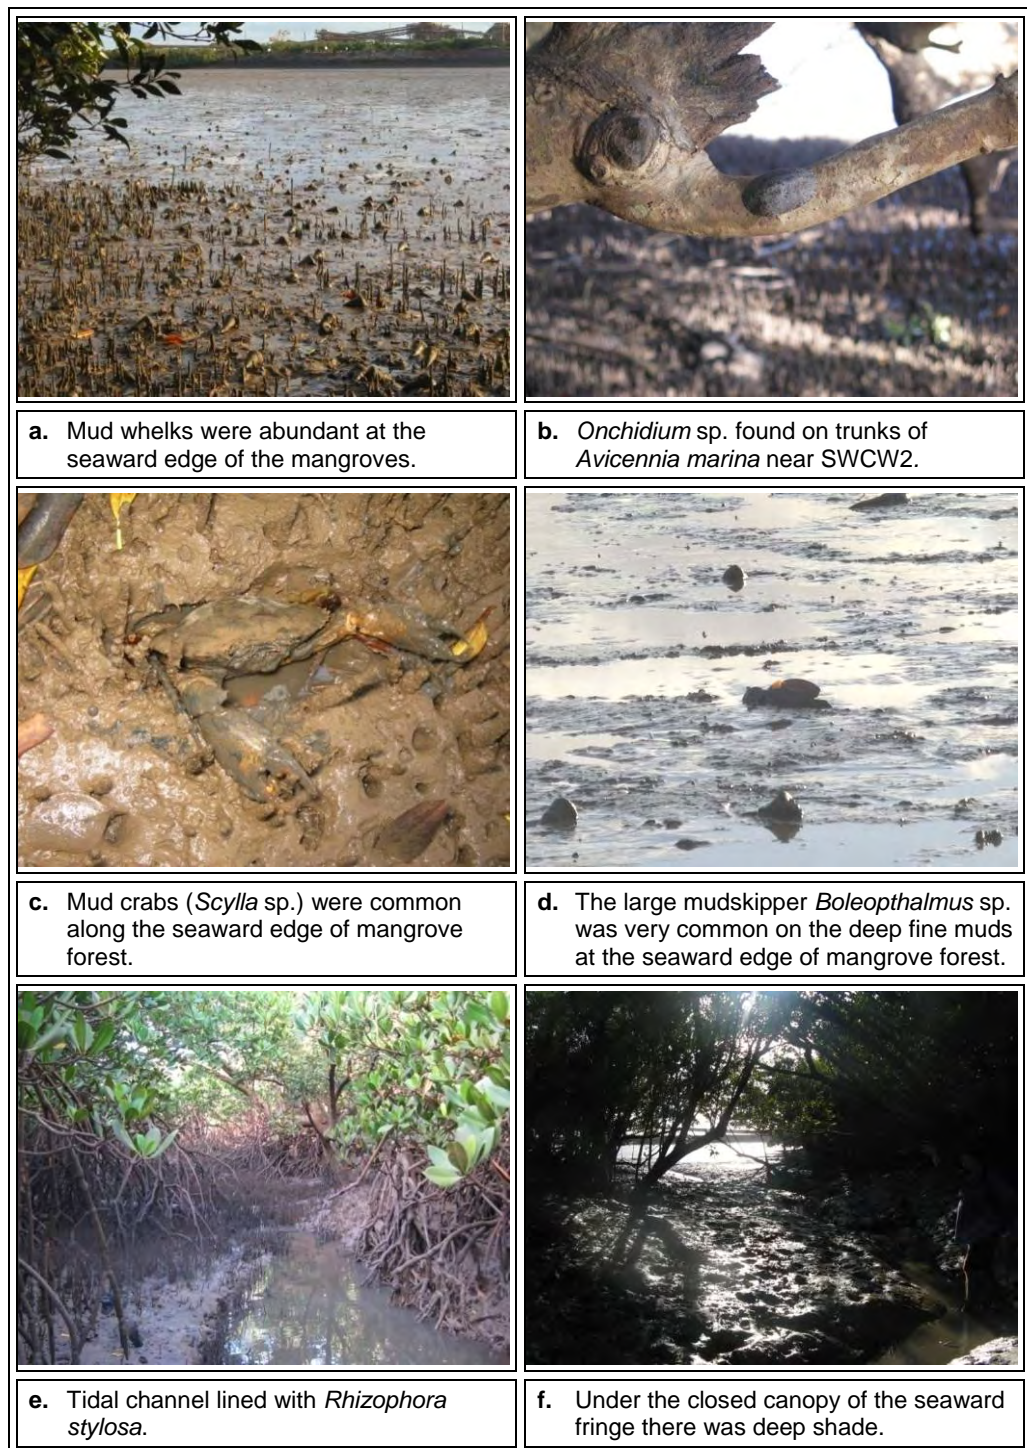 a. Mud whelks were abundant at the
seaward edge of the mangroves.
b. Onchidium sp. found on trunks of
Avicennia marina near SWCW2.
c. Mud crabs (Scylla sp.) were common
along the seaward edge of mangrove
forest.
d. The large mudskipper Boleopthalmus sp.
was very common on the deep fine muds
at the seaward edge of mangrove forest.
e. Tidal channel lined with Rhizophora
stylosa.
f. Under the closed canopy of the seaward
fringe there was deep shade.